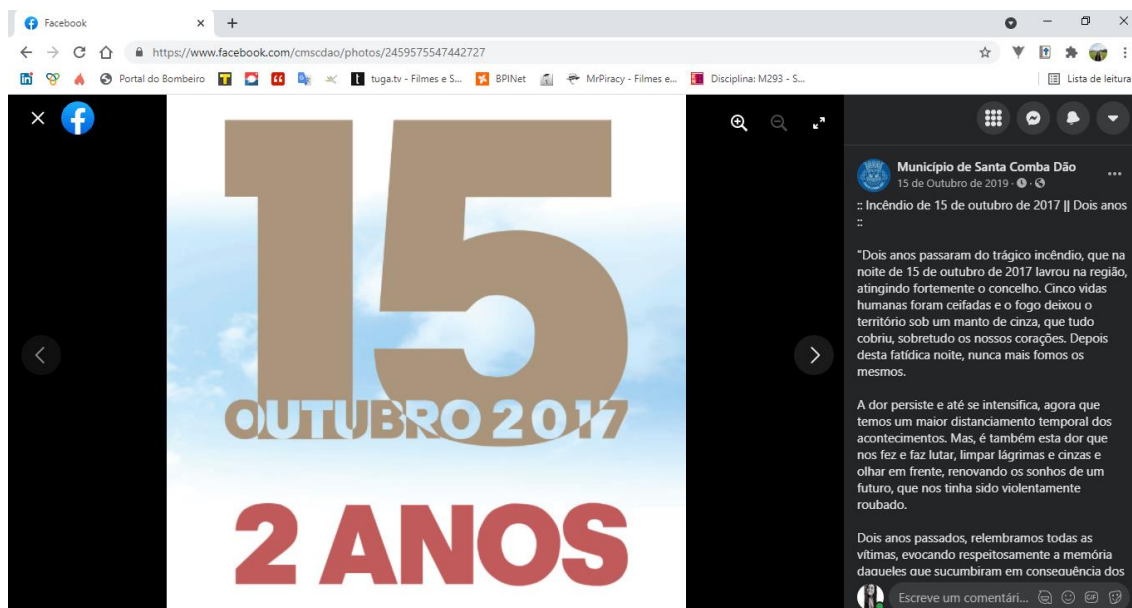 Facebook
https://www.facebook.com/cmscdao/photos/2459575547442727
Portal do Bombeiro
tuga.tv - Filmes e S...
BPINet
MrPiracy - Filmes e...
Disciplina: M293 - S...
Lista de leitura
15
OUTUBRO 2017
2 ANOS
Município de Santa Comba Dão
15 de Outubro de 2019 ·
:: Incêndio de 15 de outubro de 2017 || Dois anos
::
"Dois anos passaram do trágico incêndio, que na
noite de 15 de outubro de 2017 lavrou na região,
atingindo fortemente o concelho. Cinco vidas
humanas foram ceifadas e o fogo deixou o
território sob um manto de cinza, que tudo
cobriu, sobretudo os nossos corações. Depois
desta fatídica noite, nunca mais fomos os
mesmos.
A dor persiste e até se intensifica, agora que
temos um maior distanciamento temporal dos
acontecimentos. Mas, é também esta dor que
nos fez e faz lutar, limpar lágrimas e cinzas e
olhar em frente, renovando os sonhos de um
futuro, que nos tinha sido violentamente
roubado.
Dois anos passados, relembramos todas as
vítimas, evocando respeitosamente a memória
daqueles que sucumbiram em consequência dos
Escreve um comentári...
GIF